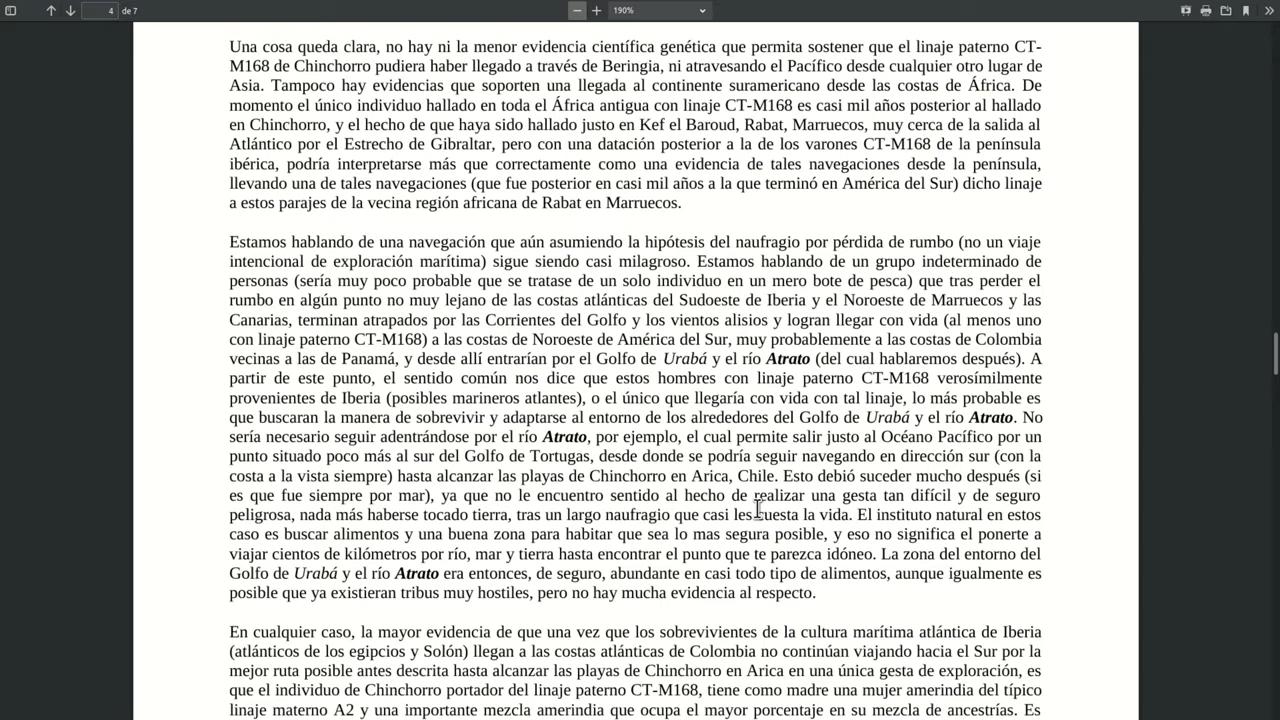 4 de 7 190%
Una cosa queda clara, no hay ni la menor evidencia científica genética que permita sostener que el linaje paterno CT-
M168 de Chinchorro pudiera haber llegado a través de Beringia, ni atravesando el Pacífico desde cualquier otro lugar de
Asia. Tampoco hay evidencias que soporten una llegada al continente suramericano desde las costas de África. De
momento el único individuo hallado en toda el África antigua con linaje CT-M168 es casi mil años posterior al hallado
en Chinchorro, y el hecho de que haya sido hallado justo en Kef el Baroud, Rabat, Marruecos, muy cerca de la salida al
Atlántico por el Estrecho de Gibraltar, pero con una datación posterior a la de los varones CT-M168 de la península
ibérica, podría interpretarse más que correctamente como una evidencia de tales navegaciones desde la península,
llevando una de tales navegaciones (que fue posterior en casi mil años a la que terminó en América del Sur) dicho linaje
a estos parajes de la vecina región africana de Rabat en Marruecos.
Estamos hablando de una navegación que aún asumiendo la hipótesis del naufragio por pérdida de rumbo (no un viaje
intencional de exploración marítima) sigue siendo casi milagroso. Estamos hablando de un grupo indeterminado de
personas (sería muy poco probable que se tratase de un solo individuo en un mero bote de pesca) que tras perder el
rumbo en algún punto no muy lejano de las costas atlánticas del Sudoeste de Iberia y el Noroeste de Marruecos y las
Canarias, terminan atrapados por las Corrientes del Golfo y los vientos alisios y logran llegar con vida (al menos uno
con linaje paterno CT-M168) a las costas de Noroeste de América del Sur, muy probablemente a las costas de Colombia
vecinas a las de Panamá, y desde allí entrarían por el Golfo de Urabá y el río Atrato (del cual hablaremos después). A
partir de este punto, el sentido común nos dice que estos hombres con linaje paterno CT-M168 verosímilmente
provenientes de Iberia (posibles marineros atlantes), o el único que llegaría con vida con tal linaje, lo más probable es
que buscaran la manera de sobrevivir y adaptarse al entorno de los alrededores del Golfo de Urabá y el río Atrato. No
sería necesario seguir adentrándose por el río Atrato, por ejemplo, el cual permite salir justo al Océano Pacífico por un
punto situado poco más al sur del Golfo de Tortugas, desde donde se podría seguir navegando en dirección sur (con la
costa a la vista siempre) hasta alcanzar las playas de Chinchorro en Arica, Chile. Esto debió suceder mucho después (si
es que fue siempre por mar), ya que no le encuentro sentido al hecho de realizar una gesta tan difícil y de seguro
peligrosa, nada más haberse tocado tierra, tras un largo naufragio que casi les cuesta la vida. El instituto natural en estos
caso es buscar alimentos y una buena zona para habitar que sea lo mas segura posible, y eso no significa el ponerte a
viajar cientos de kilómetros por río, mar y tierra hasta encontrar el punto que te parezca idóneo. La zona del entorno del
Golfo de Urabá y el río Atrato era entonces, de seguro, abundante en casi todo tipo de alimentos, aunque igualmente es
posible que ya existieran tribus muy hostiles, pero no hay mucha evidencia al respecto.
En cualquier caso, la mayor evidencia de que una vez que los sobrevivientes de la cultura marítima atlántica de Iberia
(atlánticos de los egipcios y Solón) llegan a las costas atlánticas de Colombia no continúan viajando hacia el Sur por la
mejor ruta posible antes descrita hasta alcanzar las playas de Chinchorro en Arica en una única gesta de exploración, es
que el individuo de Chinchorro portador del linaje paterno CT-M168, tiene como madre una mujer amerindia del típico
linaje materno A2 y una importante mezcla amerindia que ocupa el mayor porcentaje en su mezcla de ancestrías. Es